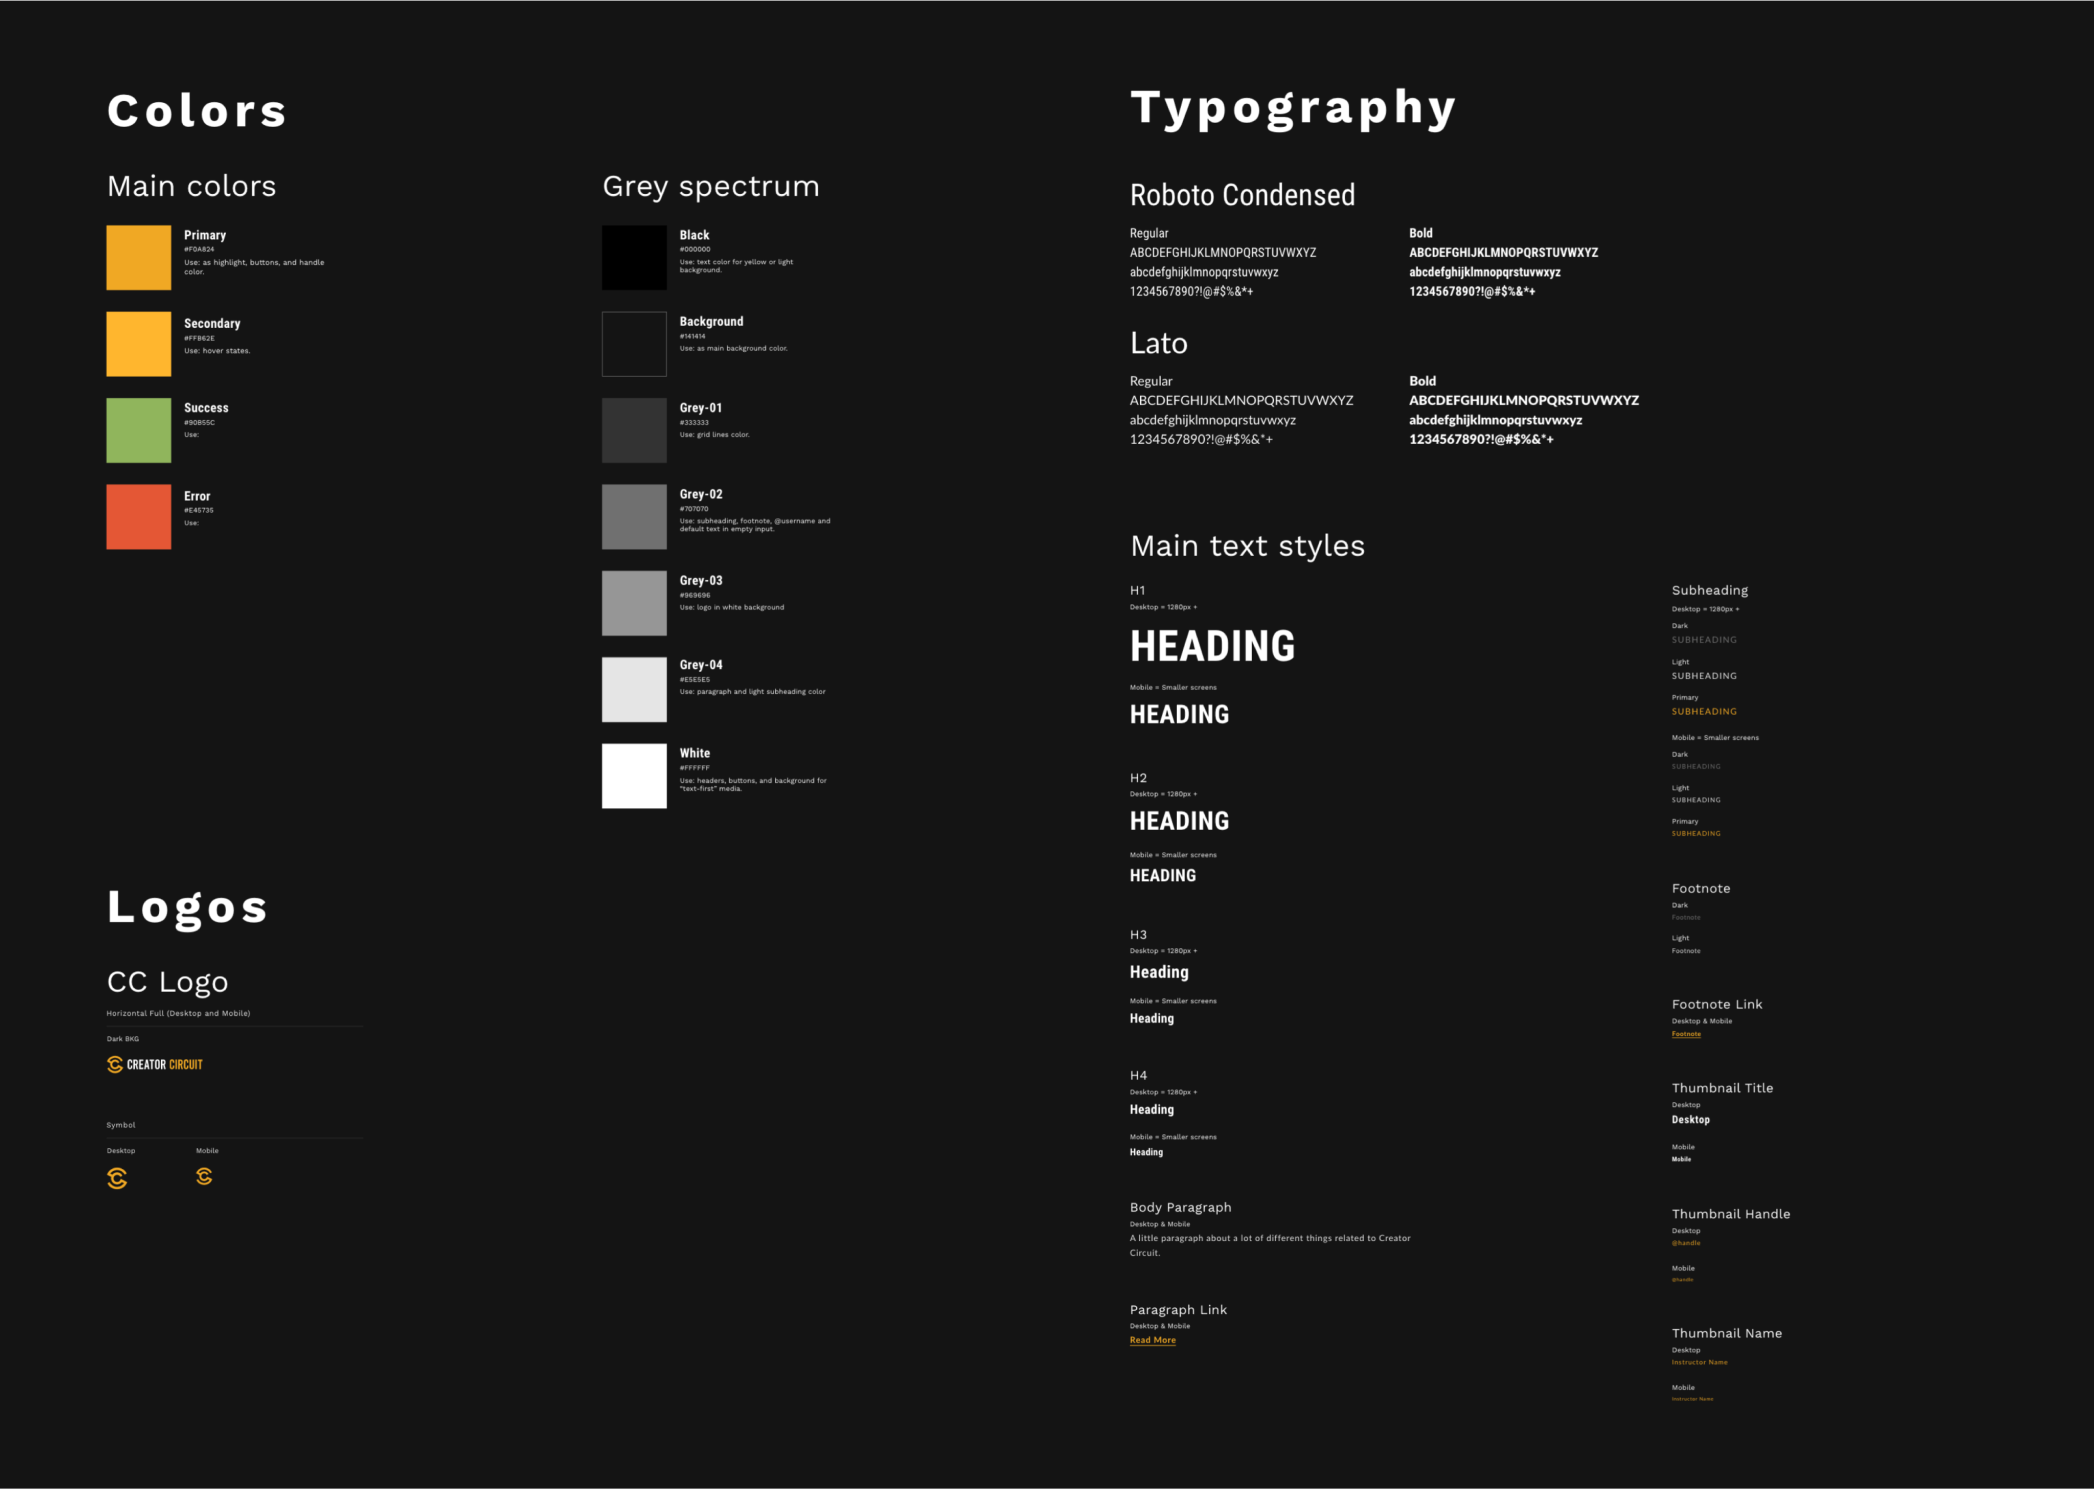 Colors
Main colors
Primary
#F0A824
Use: as highlight, buttons, and handle
color.
Secondary
#FFB62E
Use: hover states.
Success
#90B55C
Use:
Error
#E45735
Use:
Grey spectrum
Black
#000000
Use: text color for yellow or light
background.
Background
#141414
Use: as main background color.
Grey-01
#333333
Use: grid lines color.
Grey-02
#707070
Use: subheading, footnote, @username and
default text in empty input.
Grey-03
#969696
Use: logo in white background
Grey-04
#E5E5E5
Use: paragraph and light subheading color
White
#FFFFFF
Use: headers, buttons, and background for
"text-first" media.
Logos
CC Logo
Horizontal Full (Desktop and Mobile)
Dark BKG
CREATOR CIRCUIT
Symbol
Desktop
Mobile
Typography
Roboto Condensed
Regular
ABCDEFGHIJKLMNOPQRSTUVWXYZ
abcdefghijklmnopqrstuvwxyz
1234567890?!@#$%&*+
Bold
ABCDEFGHIJKLMNOPQRSTUVWXYZ
abcdefghijklmnopqrstuvwxyz
1234567890?!@#$%&*+
Lato
Regular
ABCDEFGHIJKLMNOPQRSTUVWXYZ
abcdefghijklmnopqrstuvwxyz
1234567890?!@#$%&*+
Bold
ABCDEFGHIJKLMNOPQRSTUVWXYZ
abcdefghijklmnopqrstuvwxyz
1234567890?!@#$%&*+
Main text styles
H1
Desktop = 1280px +
HEADING
Mobile = Smaller screens
HEADING
H2
Desktop = 1280px +
HEADING
Mobile = Smaller screens
HEADING
H3
Desktop = 1280px +
Heading
Mobile = Smaller screens
Heading
H4
Desktop = 1280px +
Heading
Mobile = Smaller screens
Heading
Body Paragraph
Desktop & Mobile
A little paragraph about a lot of different things related to Creator
Circuit.
Paragraph Link
Desktop & Mobile
Read More
Subheading
Desktop = 1280px +
Dark
SUBHEADING
Light
SUBHEADING
Primary
SUBHEADING
Mobile = Smaller screens
Dark
SUBHEADING
Light
SUBHEADING
Primary
SUBHEADING
Footnote
Dark
Footnote
Light
Footnote
Footnote Link
Desktop & Mobile
Footnote
Thumbnail Title
Desktop
Desktop
Mobile
Mobile
Thumbnail Handle
Desktop
@handle
Mobile
@handle
Thumbnail Name
Desktop
Instructor Name
Mobile
Instructor Name